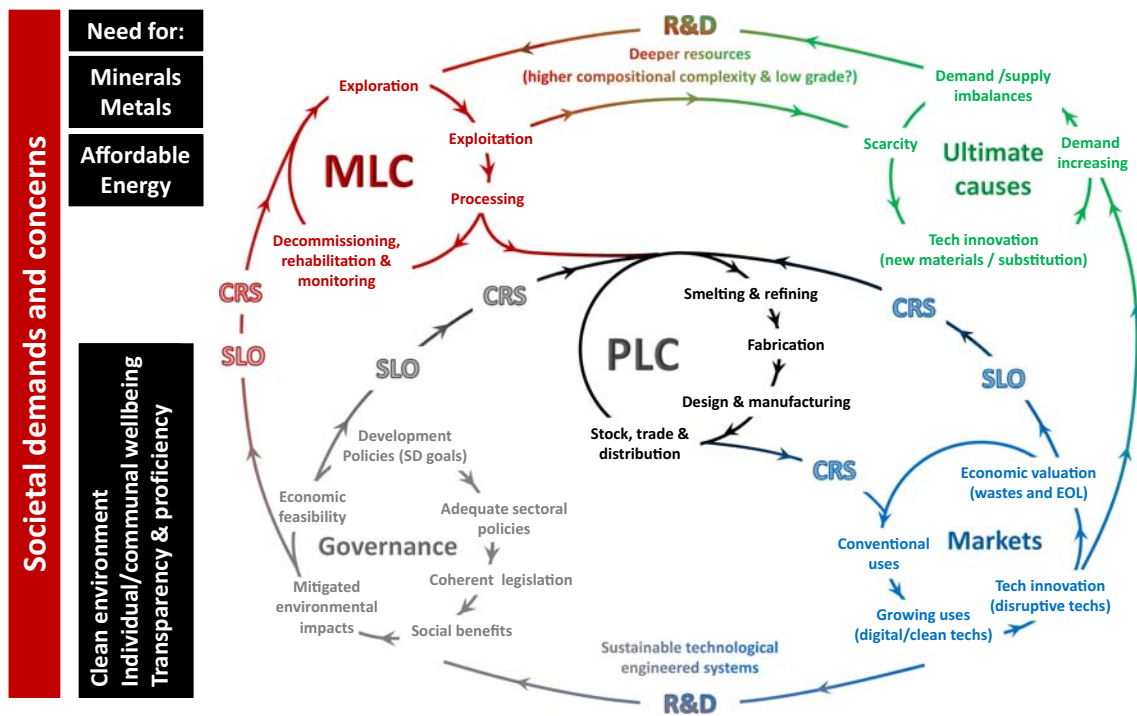 Societal demands and concerns
Need for:
Minerals
Metals
Affordable
Energy
Clean environment
Individual/communal wellbeing
Transparency & proficiency
R&D
Deeper resources
(higher compositional complexity & low grade?)
Exploration
Exploitation
Processing
MLC
Decommissioning,
rehabilitation &
monitoring
CRS
SLO
Demand /supply
imbalances
Scarcity
Ultimate
causes
Demand
increasing
Tech innovation
(new materials / substitution)
CRS
SLO
Smelting & refining
Fabrication
PLC
Design & manufacturing
Stock, trade &
distribution
CRS
SLO
CRS
Development
Policies (SD goals)
Economic
feasibility
Adequate sectoral
policies
Governance
Coherent legislation
Mitigated
environmental
impacts
Social benefits
Economic valuation
(wastes and EOL)
Conventional
uses
Markets
Tech innovation
(disruptive techs)
Growing uses
(digital/clean techs)
Sustainable technological
engineered systems
R&D